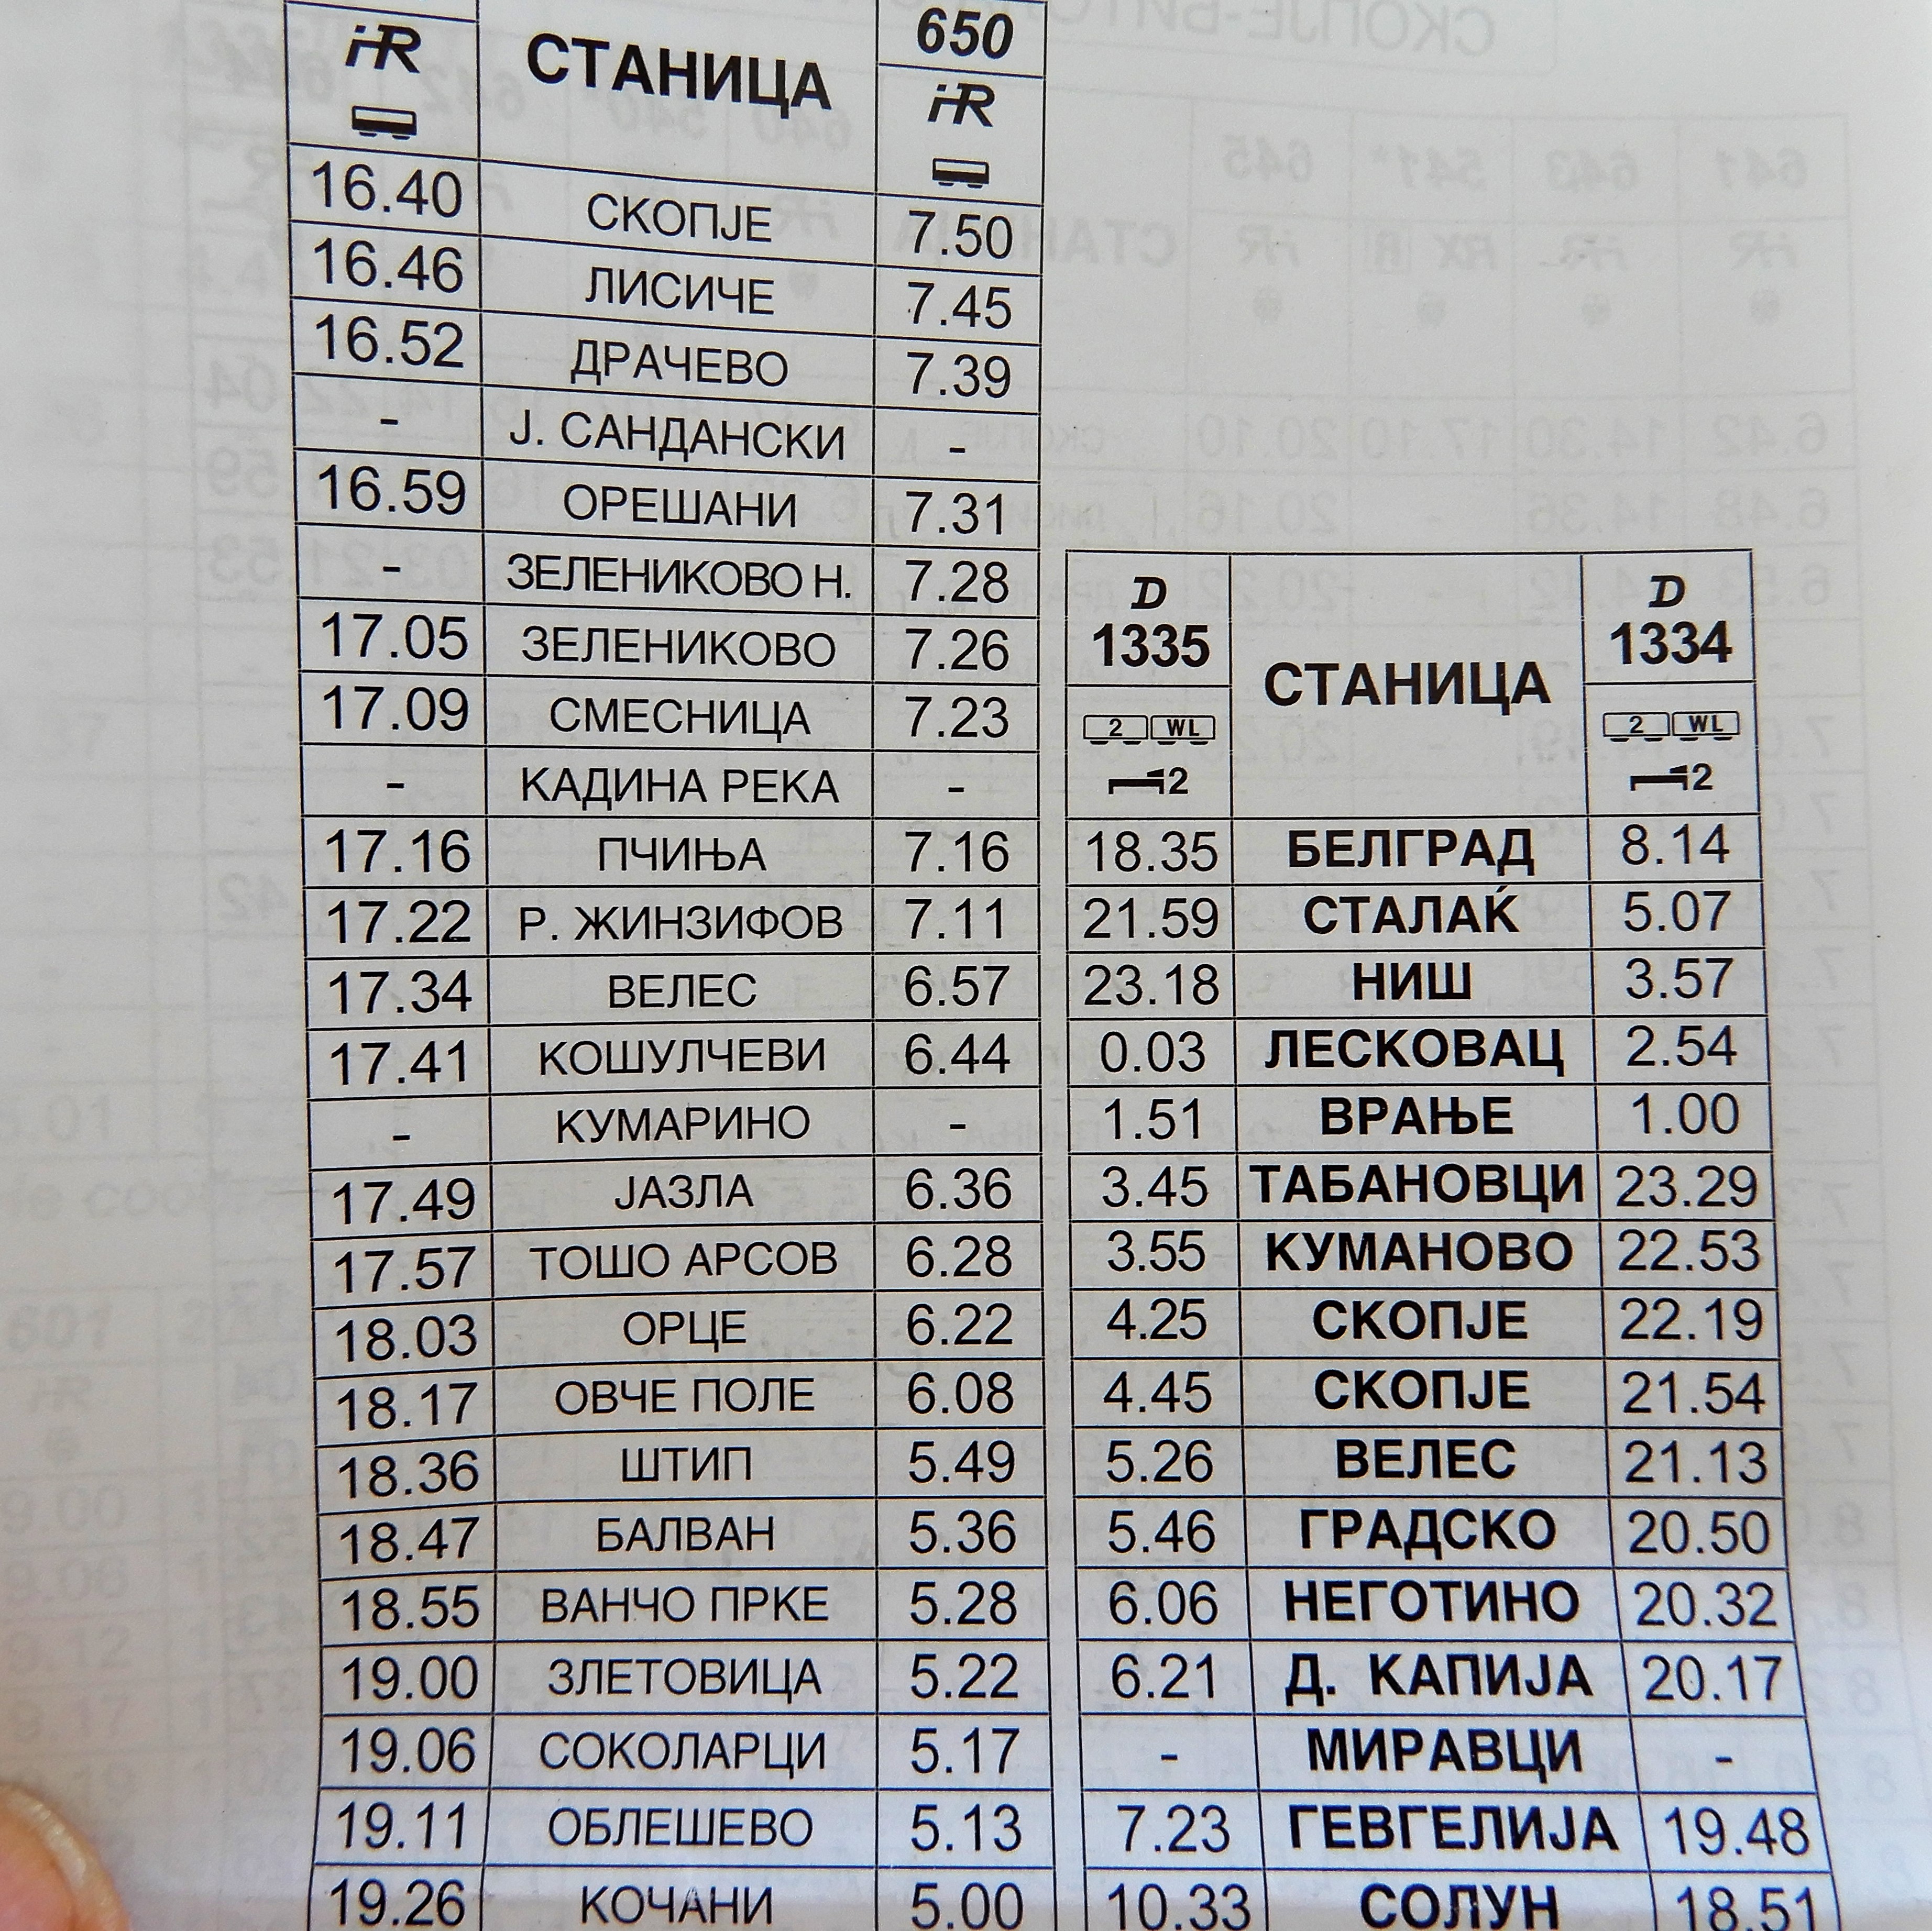 iR СТАНИЦА 650
iR
16.40 СКОПЈЕ 7.50
16.46 ЛИСИЧЕ 7.45
16.52 ДРАЧЕВО 7.39
- Ј. САНДАНСКИ -
16.59 ОРЕШАНИ 7.31
- ЗЕЛЕНИКОВО Н. 7.28
17.05 ЗЕЛЕНИКОВО 7.26
17.09 СМЕСНИЦА 7.23
- КАДИНА РЕКА -
17.16 ПЧИЊА 7.16
17.22 Р. ЖИНЗИФОВ 7.11
17.34 ВЕЛЕС 6.57
17.41 КОШУЛЧЕВИ 6.44
- КУМАРИНО -
17.49 ЈАЗЛА 6.36
17.57 ТОШО АРСОВ 6.28
18.03 ОРЦЕ 6.22
18.17 ОВЧЕ ПОЛЕ 6.08
18.36 ШТИП 5.49
18.47 БАЛВАН 5.36
18.55 ВАНЧО ПРКЕ 5.28
19.00 ЗЛЕТОВИЦА 5.22
19.06 СОКОЛАРЦИ 5.17
19.11 ОБЛЕШЕВО 5.13
19.26 КОЧАНИ 5.00
D D
1335 СТАНИЦА 1334
2 WL 2 WL
2 2
18.35 БЕЛГРАД 8.14
21.59 СТАЛАЌ 5.07
23.18 НИШ 3.57
0.03 ЛЕСКОВАЦ 2.54
1.51 ВРАЊЕ 1.00
3.45 ТАБАНОВЦИ 23.29
3.55 КУМАНОВО 22.53
4.25 СКОПЈЕ 22.19
4.45 СКОПЈЕ 21.54
5.26 ВЕЛЕС 21.13
5.46 ГРАДСКО 20.50
6.06 НЕГОТИНО 20.32
6.21 Д. КАПИЈА 20.17
- МИРАВЦИ -
7.23 ГЕВГЕЛИЈА 19.48
10.33 СОЛУН 18.51